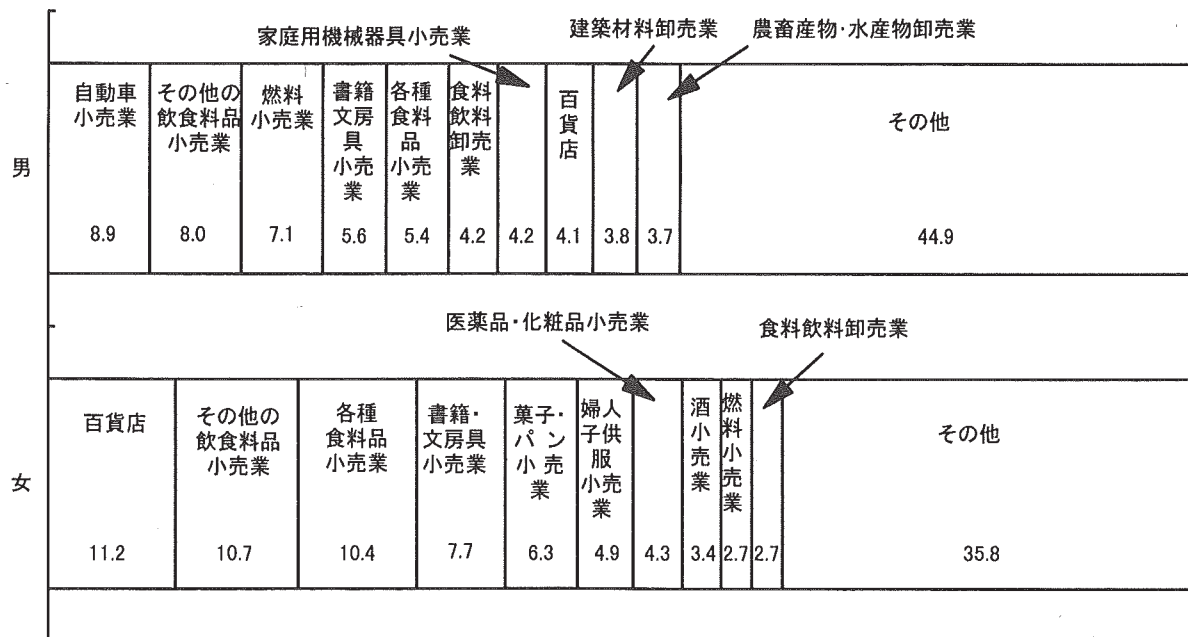 家庭用機械器具小売業
建築材料卸売業
農畜産物・水産物卸売業
男
自動車
小売業
8.9
その他の
飲食料品
小売業
8.0
燃料
小売業
7.1
書籍
文房
具
小売
業
5.6
各種
食料
品
小売
業
5.4
食料
飲料
卸売
業
4.2
4.2
百貨店
4.1
3.8
3.7
その他
44.9
医薬品・化粧品小売業
食料飲料卸売業
女
百貨店
11.2
その他の
飲食料品
小売業
10.7
各種
食料品
小売業
10.4
書籍・
文房具
小売業
7.7
菓子・
パン
小売
業
6.3
婦人
子供
服
小売
業
4.9
4.3
酒小売業
3.4
燃料小売業
2.7
2.7
その他
35.8